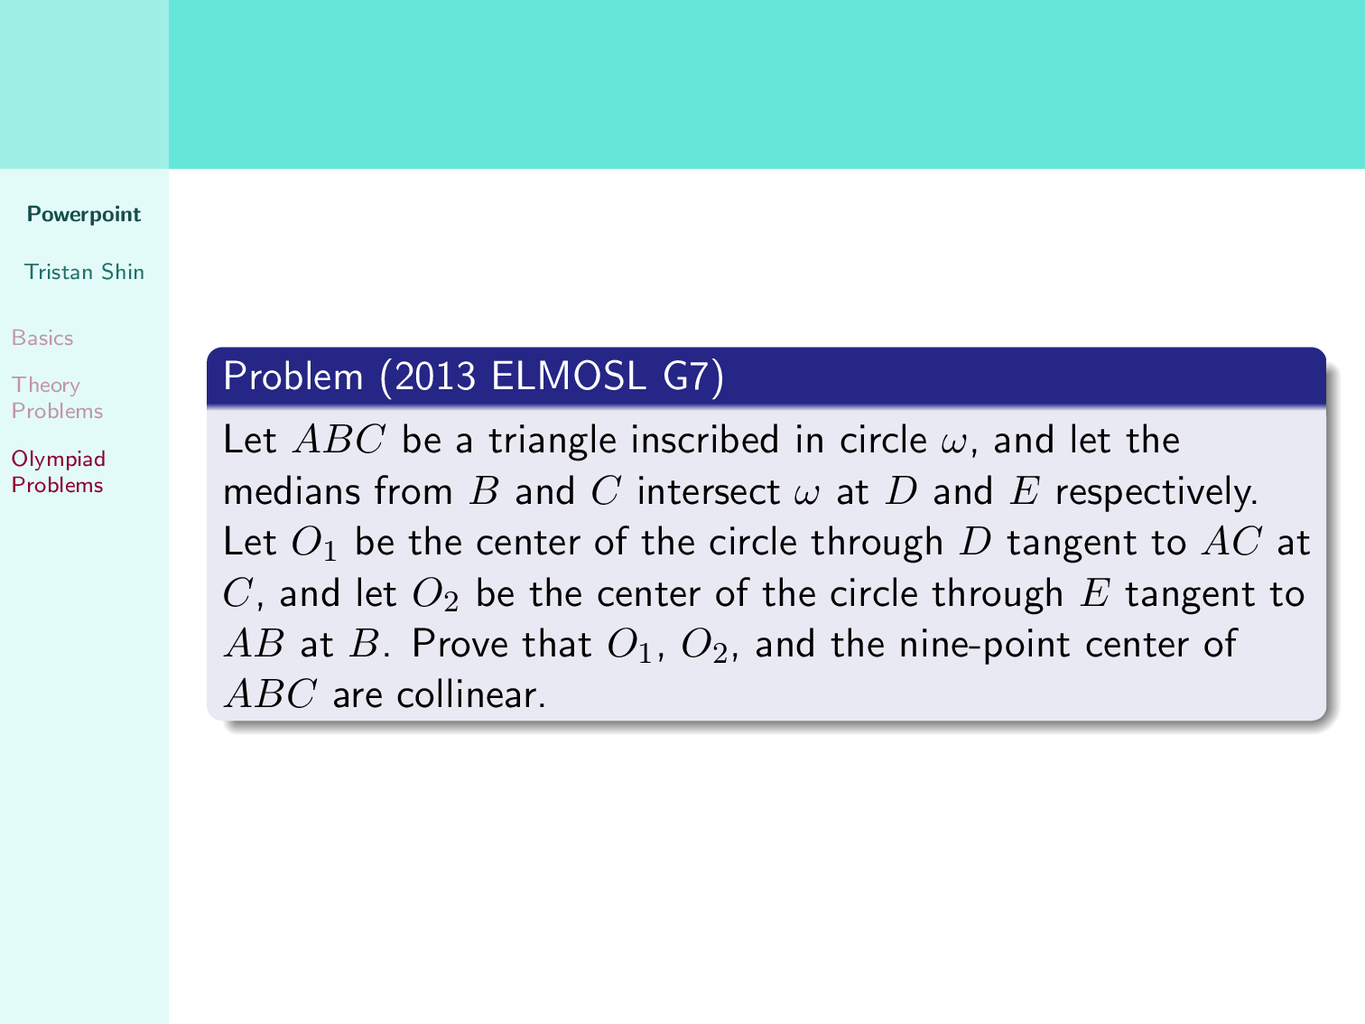 Powerpoint
Tristan Shin
Basics
Theory
Problems
Olympiad
Problems
Problem (2013 ELMOSL G7)
Let ABC be a triangle inscribed in circle ω, and let the
medians from B and C intersect ω at D and E respectively.
Let O₁ be the center of the circle through D tangent to AC at
C, and let O₂ be the center of the circle through E tangent to
AB at B. Prove that O₁, O₂, and the nine-point center of
ABC are collinear.